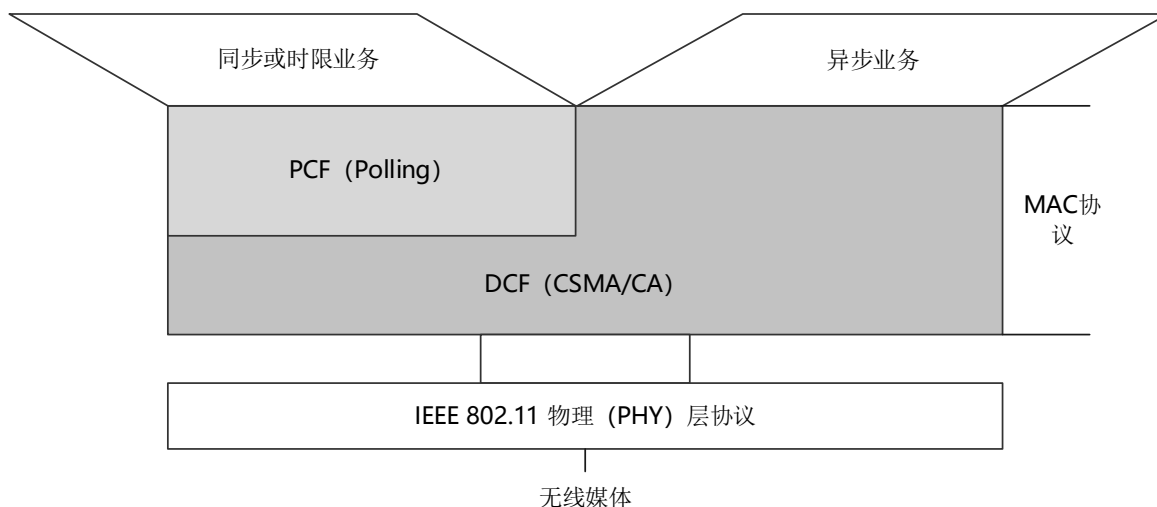 同步或时限业务
异步业务
PCF（Polling）
MAC协
议
DCF（CSMA/CA）
IEEE 802.11 物理（PHY）层协议
无线媒体